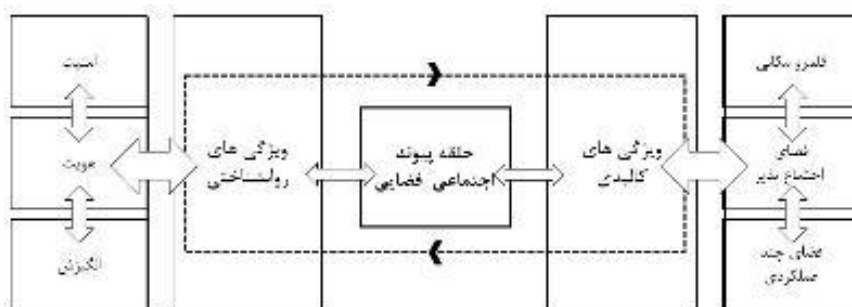 قلمرو مکانی
فضای
اجتماع پذیر
فضای چند
عملکردی
ویژگی های
کالبدی
حلقه پیوند
اجتماعی فضایی
ویژگی های
روانشناختی
امنیت
هویت
انگیزش